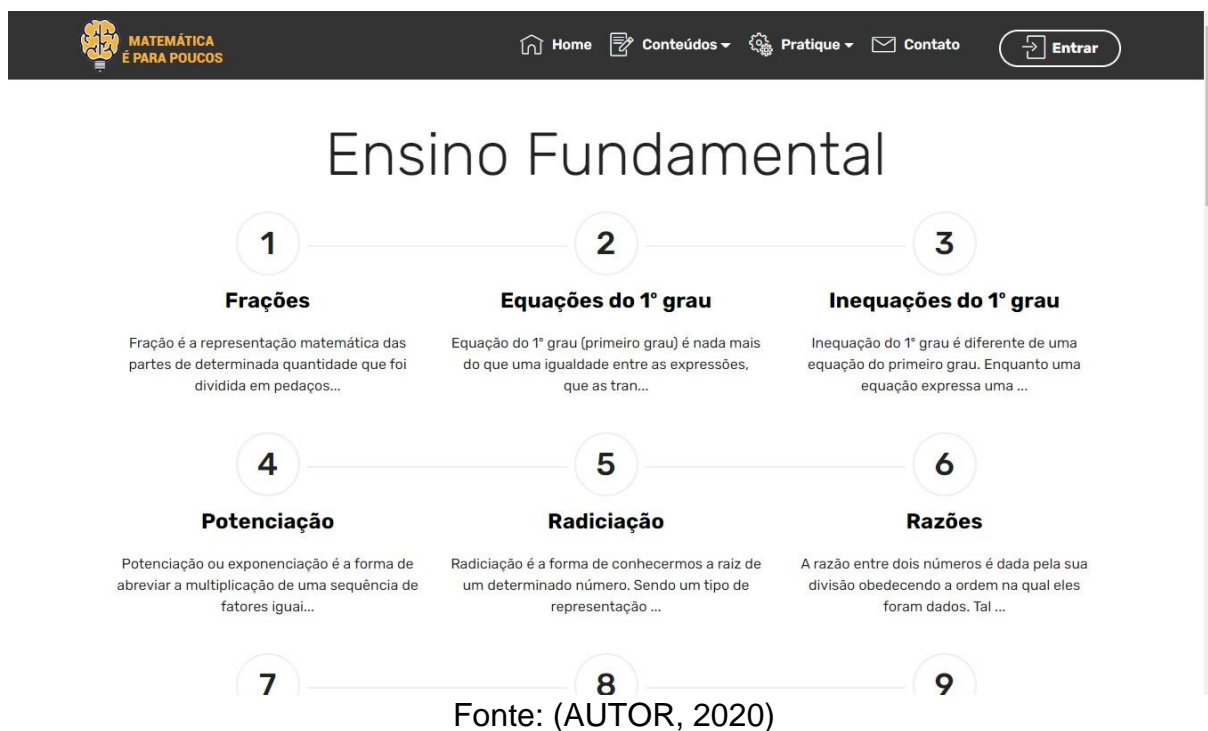 MATEMÁTICA
É PARA POUCOS
Home Conteúdos Pratique Contato Entrar
Ensino Fundamental
1 2 3
Frações Equações do 1º grau Inequações do 1º grau
Fração é a representação matemática das Equação do 1º grau (primeiro grau) é nada mais Inequação do 1º grau é diferente de uma
partes de determinada quantidade que foi do que uma igualdade entre as expressões, equação do primeiro grau. Enquanto uma
dividida em pedaços... que as tran... equação expressa uma ...
4 5 6
Potenciação Radiciação Razões
Potenciação ou exponenciação é a forma de Radiciação é a forma de conhecermos a raiz de A razão entre dois números é dada pela sua
abreviar a multiplicação de uma sequência de um determinado número. Sendo um tipo de divisão obedecendo a ordem na qual eles
fatores iguai... representação ... foram dados. Tal ...
7 8 9
Fonte: (AUTOR, 2020)